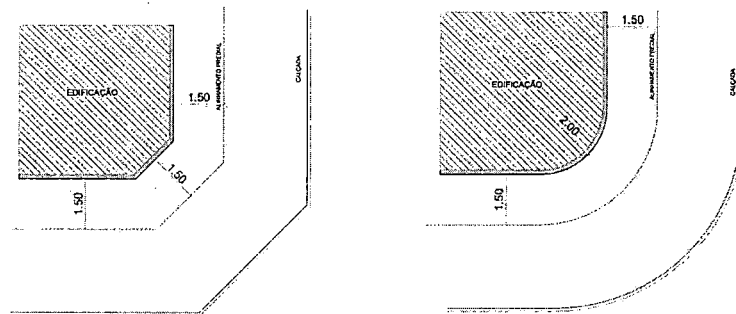 EDIFICAÇÃO
1.50
ALINHAMENTO PREDIAL
CALÇADA
1.50
1.50
EDIFICAÇÃO
1.50
ALINHAMENTO PREDIAL
CALÇADA
2.00
1.50